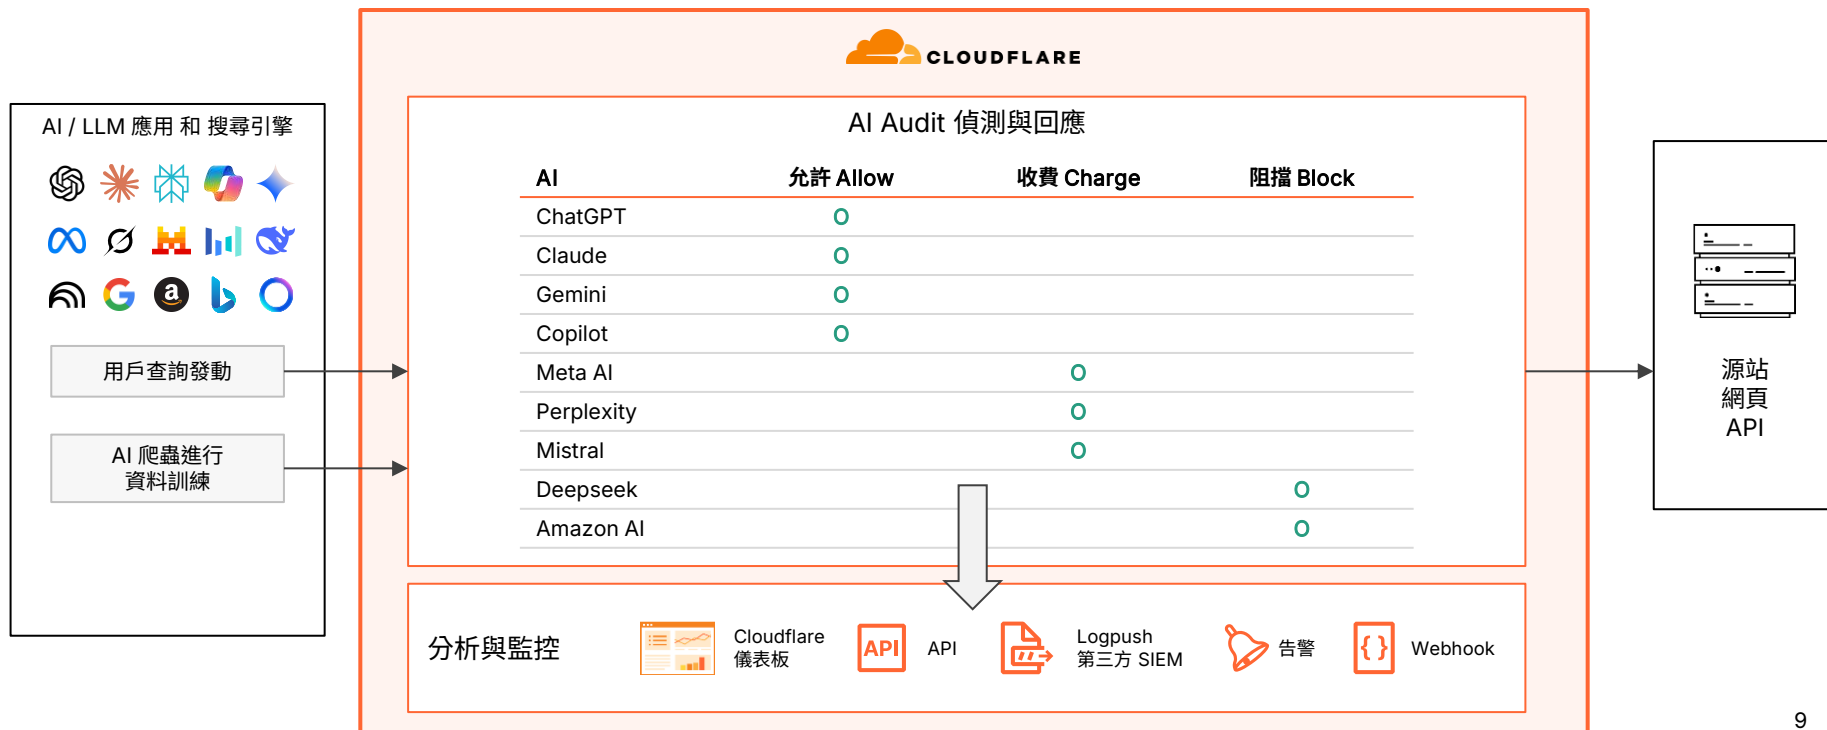 CLOUDFLARE
AI / LLM 應用 和 搜尋引擎
用戶查詢發動
AI 爬蟲進行
資料訓練
AI Audit 偵測與回應
AI 允許 Allow 收費 Charge 阻擋 Block
ChatGPT O
Claude O
Gemini O
Copilot O
Meta AI O
Perplexity O
Mistral O
Deepseek O
Amazon AI O
分析與監控
Cloudflare
儀表板
API
API
Logpush
第三方 SIEM
告警
{ }
Webhook
源站
網頁
API
9